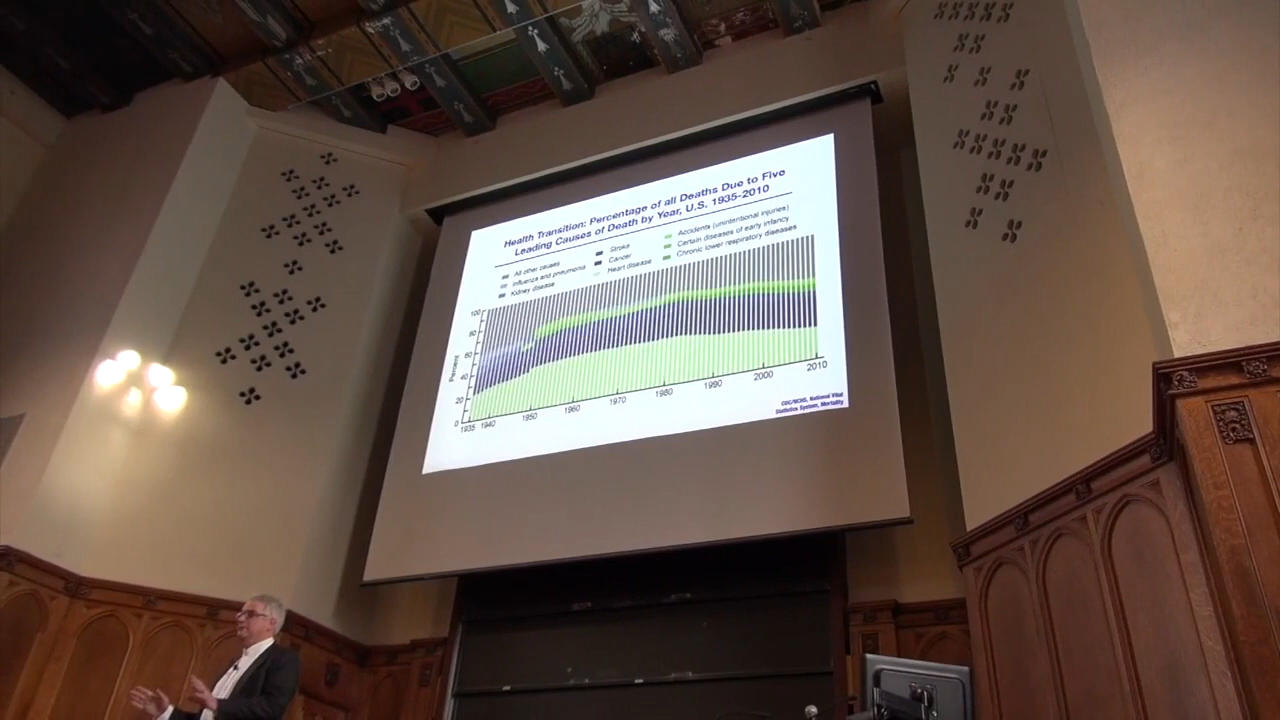 Health Transition: Percentage of all Deaths Due to Five
Leading Causes of Death by Year, U.S. 1935-2010
All other causes
Influenza and pneumonia
Kidney disease
Stroke
Cancer
Heart disease
Accidents (unintentional injuries)
Certain diseases of early infancy
Chronic lower respiratory diseases
Percent
100
80
60
40
20
0
1935 1940 1950 1960 1970 1980 1990 2000 2010
CDC/NCHS, National Vital
Statistics System, Mortality